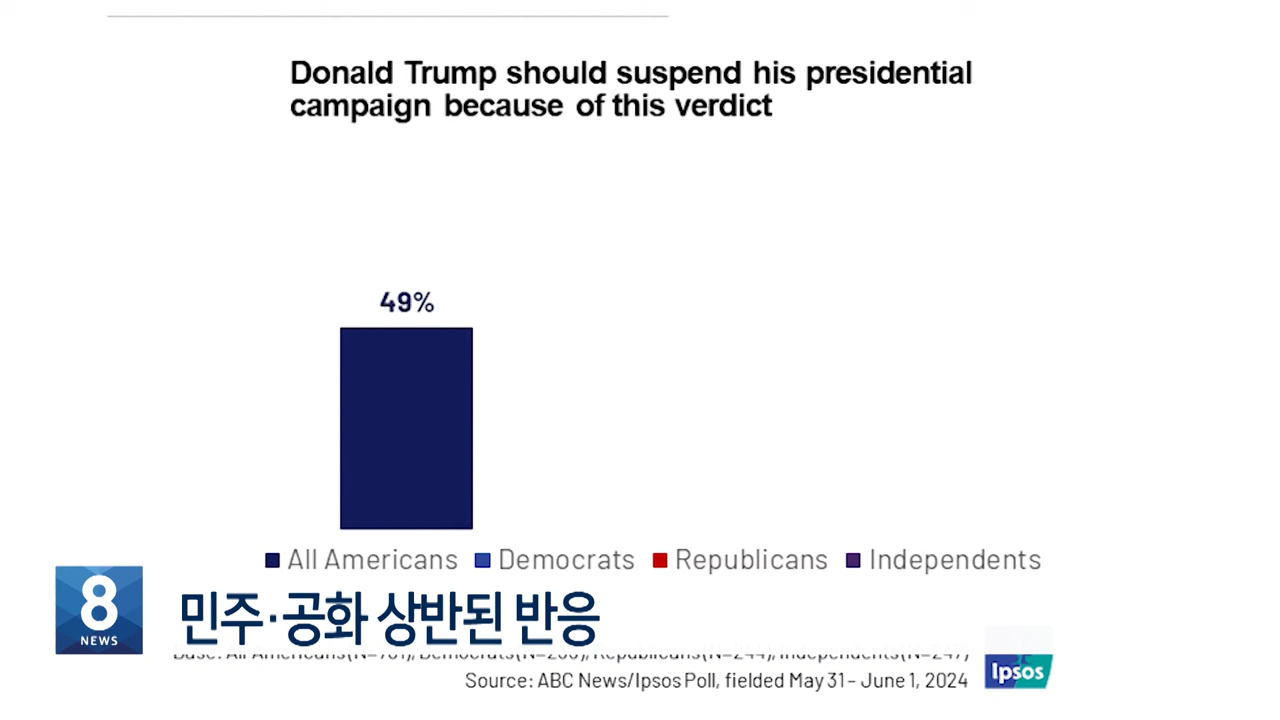 Donald Trump should suspend his presidential
campaign because of this verdict
49%
All Americans Democrats Republicans Independents
8
NEWS
민주·공화 상반된 반응
Source: ABC News/Ipsos Poll, fielded May 31 – June 1, 2024
Ipsos